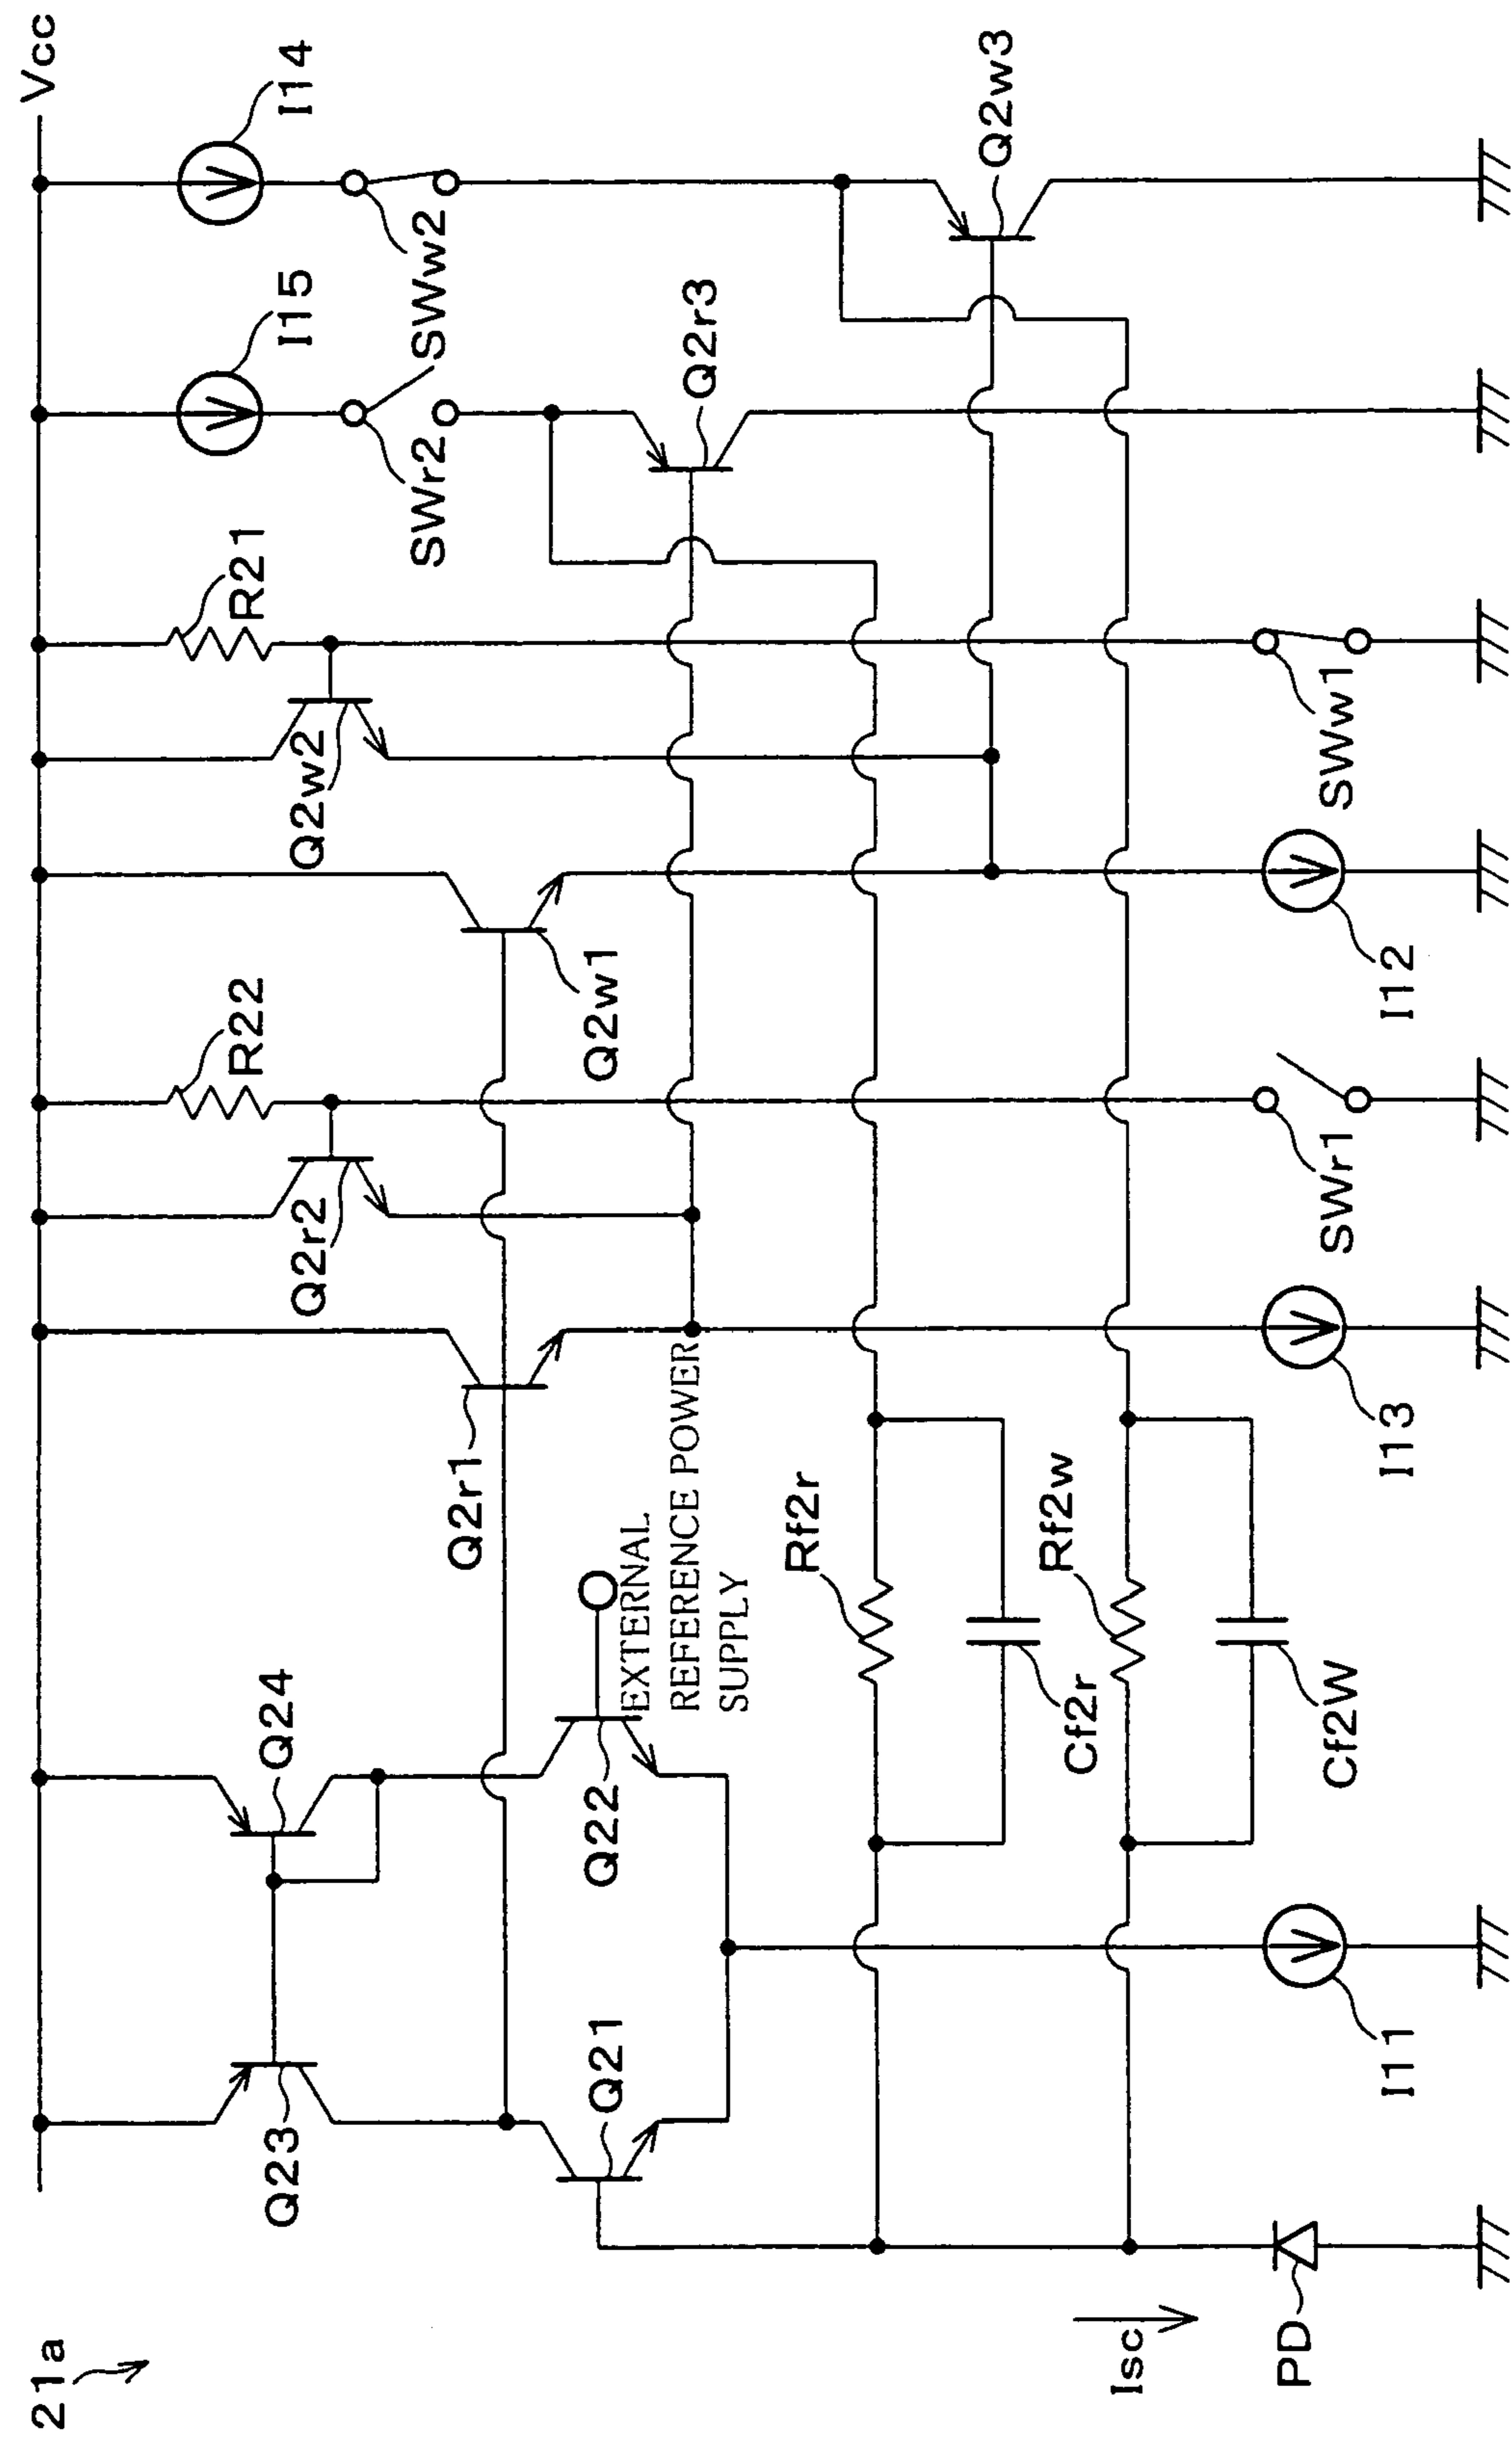 21a
Vcc
Q23
Q24
Q21
Q22
EXTERNAL
REFERENCE POWER
SUPPLY
Q2r1
Q2r2
R22
Q2w1
Q2w2
R21
SWr2
I15
SWw2
I14
Q2r3
Q2w3
Rf2r
Cf2r
Rf2w
Cf2W
Isc
PD
I11
I13
SWr1
I12
SWw1